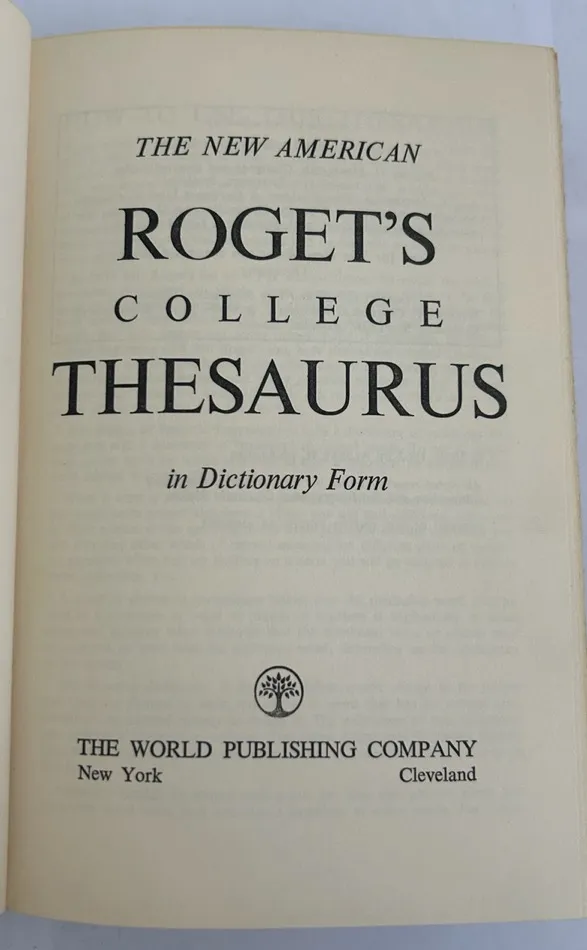 THE NEW AMERICAN
ROGET'S
COLLEGE
THESAURUS
in Dictionary Form
THE WORLD PUBLISHING COMPANY
New York Cleveland